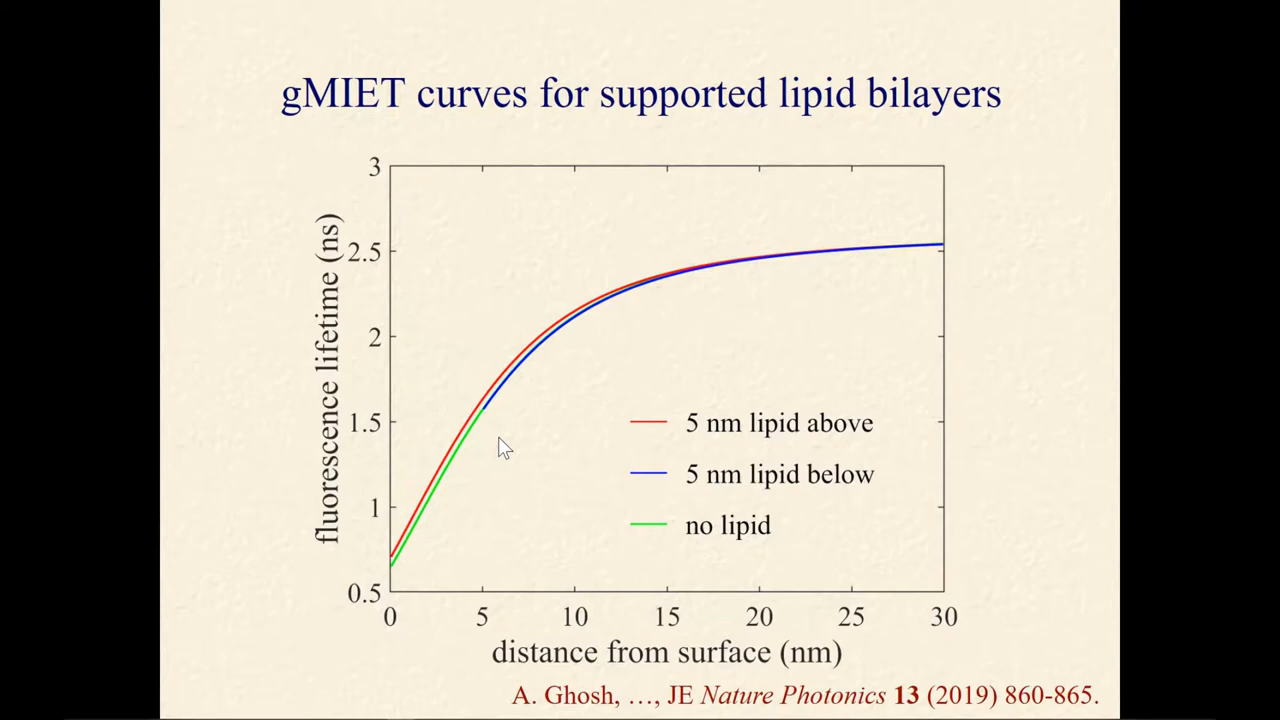 gMIET curves for supported lipid bilayers
3
2.5
2
1.5
1
0.5
fluorescence lifetime (ns)
5 nm lipid above
5 nm lipid below
no lipid
0 5 10 15 20 25 30
distance from surface (nm)
A. Ghosh, …, JE Nature Photonics 13 (2019) 860-865.